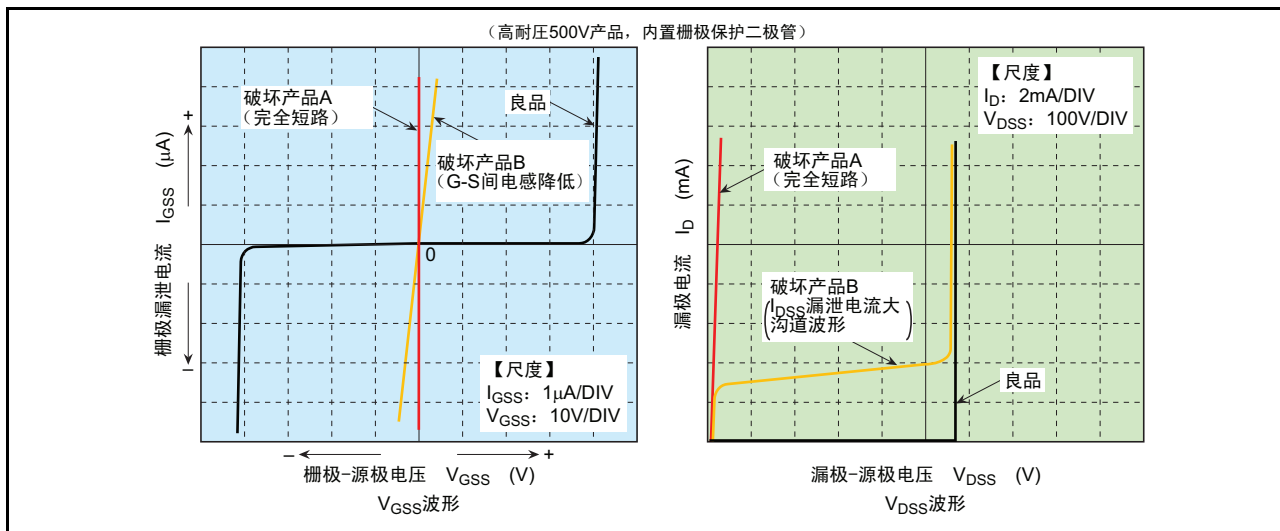 （高耐圧500V产品，内置栅极保护二极管）
破坏产品A
（完全短路）
良品
破坏产品B
(G-S间电感降低)
+
栅极漏泄电流 IGSS (μA)
−
0
【尺度】
IGSS：1μA/DIV
VGSS：10V/DIV
− +
栅极−源极电压 VGSS (V)
VGSS波形
【尺度】
ID：2mA/DIV
VDSS：100V/DIV
破坏产品A
（完全短路）
漏极电流 ID (mA)
破坏产品B
(IDSS漏泄电流大
沟道波形)
良品
漏极−源极电压 VDSS (V)
VDSS波形